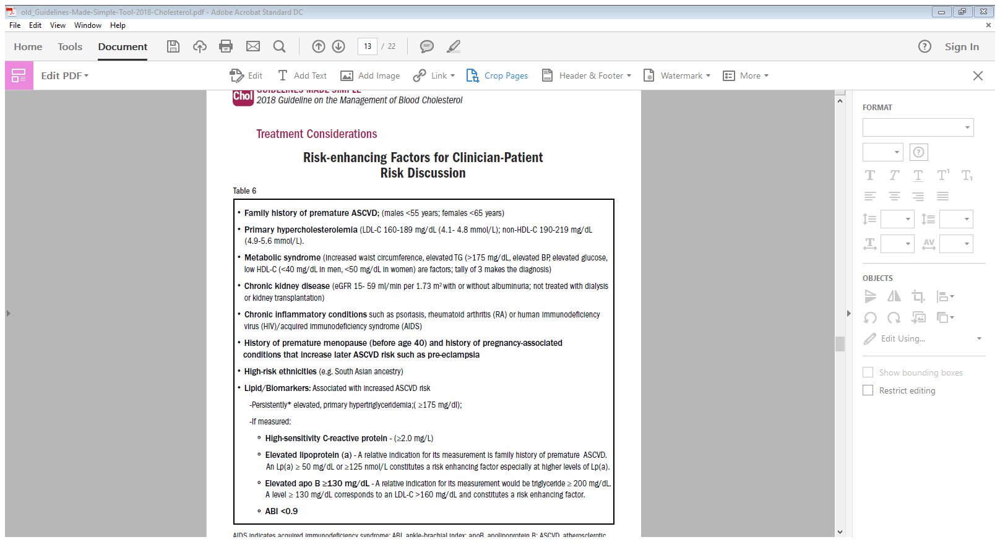 old_Guidelines-Made-Simple-Tool-2018-Cholesterol.pdf - Adobe Acrobat Standard DC
File Edit View Window Help
Home Tools Document 13 / 22 Sign In
Edit PDF Edit Add Text Add Image Link Crop Pages Header & Footer Watermark More
Chol GUIDELINES MADE SIMPLE
2018 Guideline on the Management of Blood Cholesterol
Treatment Considerations
Risk-enhancing Factors for Clinician-Patient
Risk Discussion
Table 6
• Family history of premature ASCVD; (males <55 years; females <65 years)
• Primary hypercholesterolemia (LDL-C 160-189 mg/dL (4.1- 4.8 mmol/L); non-HDL-C 190-219 mg/dL
(4.9-5.6 mmol/L).
• Metabolic syndrome (increased waist circumference, elevated TG (>175 mg/dL, elevated BP, elevated glucose,
low HDL-C (<40 mg/dL in men, <50 mg/dL in women) are factors; tally of 3 makes the diagnosis)
• Chronic kidney disease (eGFR 15- 59 ml/min per 1.73 m² with or without albuminuria; not treated with dialysis
or kidney transplantation)
• Chronic inflammatory conditions such as psoriasis, rheumatoid arthritis (RA) or human immunodeficiency
virus (HIV)/acquired immunodeficiency syndrome (AIDS)
• History of premature menopause (before age 40) and history of pregnancy-associated
conditions that increase later ASCVD risk such as pre-eclampsia
• High-risk ethnicities (e.g. South Asian ancestry)
• Lipid/Biomarkers: Associated with increased ASCVD risk
-Persistently* elevated, primary hypertriglyceridemia;( ≥175 mg/dl);
-If measured:
° High-sensitivity C-reactive protein - (≥2.0 mg/L)
° Elevated lipoprotein (a) - A relative indication for its measurement is family history of premature ASCVD.
An Lp(a) ≥ 50 mg/dL or ≥125 nmol/L constitutes a risk enhancing factor especially at higher levels of Lp(a).
° Elevated apo B ≥130 mg/dL - A relative indication for its measurement would be triglyceride ≥ 200 mg/dL.
A level ≥ 130 mg/dL corresponds to an LDL-C >160 mg/dL and constitutes a risk enhancing factor.
° ABI <0.9
AIDS indicates acquired immunodeficiency syndrome; ABI, ankle-brachial index; apoB, apolipoprotein B; ASCVD, atherosclerotic
FORMAT
OBJECTS
Edit Using...
Show bounding boxes
Restrict editing